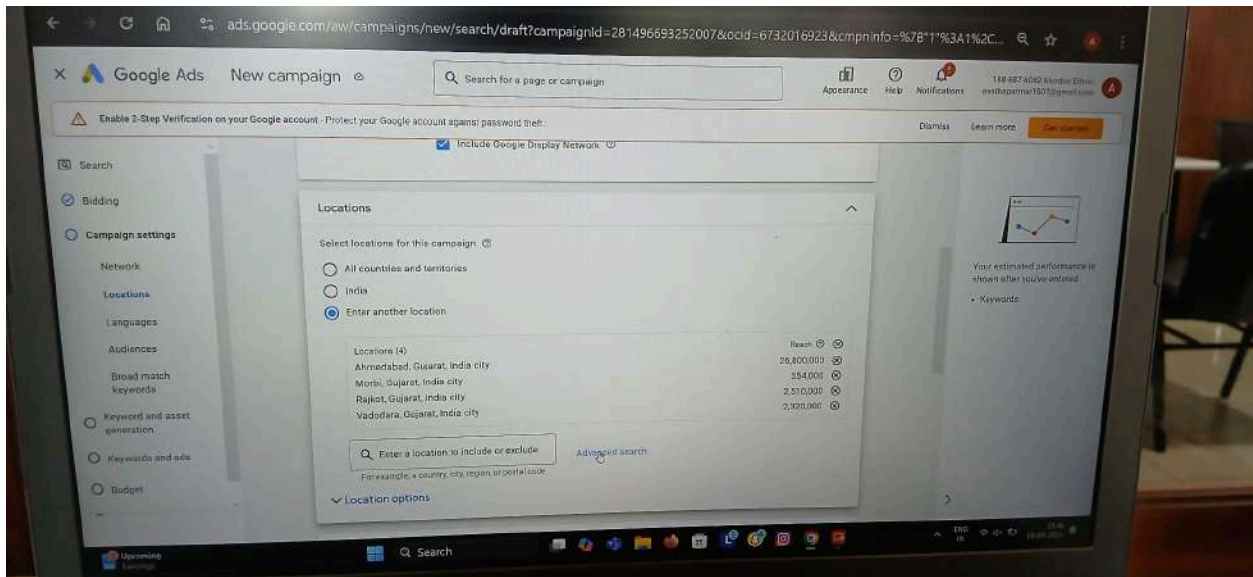 ads.google.com/aw/campaigns/new/search/draft?campaignId=281496693252007&ocid=6732016923&cmpnInfo=%7B"1"%3A1%2C...
Google Ads
New campaign
Search for a page or campaign
Appearance
Help
Notifications
A
Enable 2-Step Verification on your Google account - Protect your Google account against password theft.
Dismiss
Learn more
Get started
Include Google Display Network
Search
Bidding
Campaign settings
Network
Locations
Languages
Audiences
Broad match
keywords
Keyword and asset
generation
Keywords and ads
Budget
Locations
Select locations for this campaign
All countries and territories
India
Enter another location
Locations (4) Reach
Ahmedabad, Gujarat, India city 26,800,000
Morbi, Gujarat, India city 554,000
Rajkot, Gujarat, India city 2,510,000
Vadodara, Gujarat, India city 2,320,000
Enter a location to include or exclude
Advanced search
For example, a country, city, region, or postal code
Location options
Your estimated performance is
shown after you've entered
• Keywords
Upcoming
Earnings
Search
ENG
IN